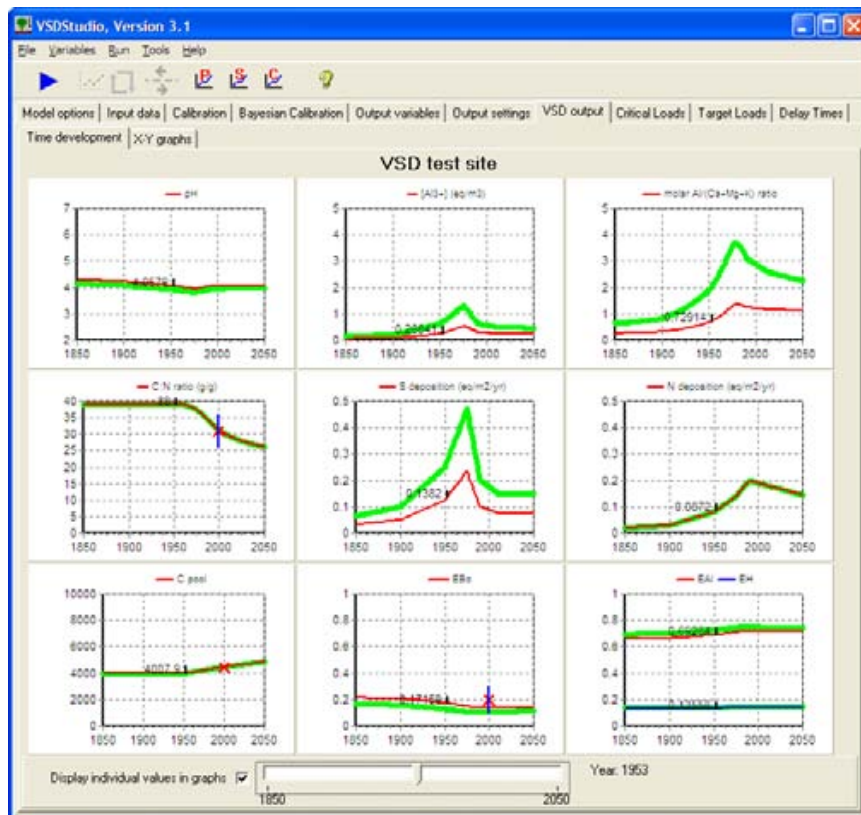 VSDStudio, Version 3.1
File Variables Run Tools Help
P S C
Model options Input data Calibration Bayesian Calibration Output variables Output settings VSD output Critical Loads Target Loads Delay Times
Time development X-Y graphs
VSD test site
pH
7
6
5
4
3
2
1850 1900 1950 2000 2050
[Al3+] (eq/m3)
5
4
3
2
1
0
1850 1900 1950 2000 2050
molar Al/(Ca+Mg+K) ratio
5
4
3
2
1
0
0.72914
1850 1900 1950 2000 2050
C:N ratio (g/g)
40
35
30
25
20
15
10
5
0
1850 1900 1950 2000 2050
S deposition (eq/m2/yr)
0.5
0.4
0.3
0.2
0.1
0
0.1382
1850 1900 1950 2000 2050
N deposition (eq/m2/yr)
0.5
0.4
0.3
0.2
0.1
0
1850 1900 1950 2000 2050
C pool
10000
8000
6000
4000
2000
0
4007.9
1850 1900 1950 2000 2050
EBc
1
0.8
0.6
0.4
0.2
0
1850 1900 1950 2000 2050
EAl EH
1
0.8
0.6
0.4
0.2
0
1850 1900 1950 2000 2050
Display individual values in graphs
1850 2050
Year: 1953